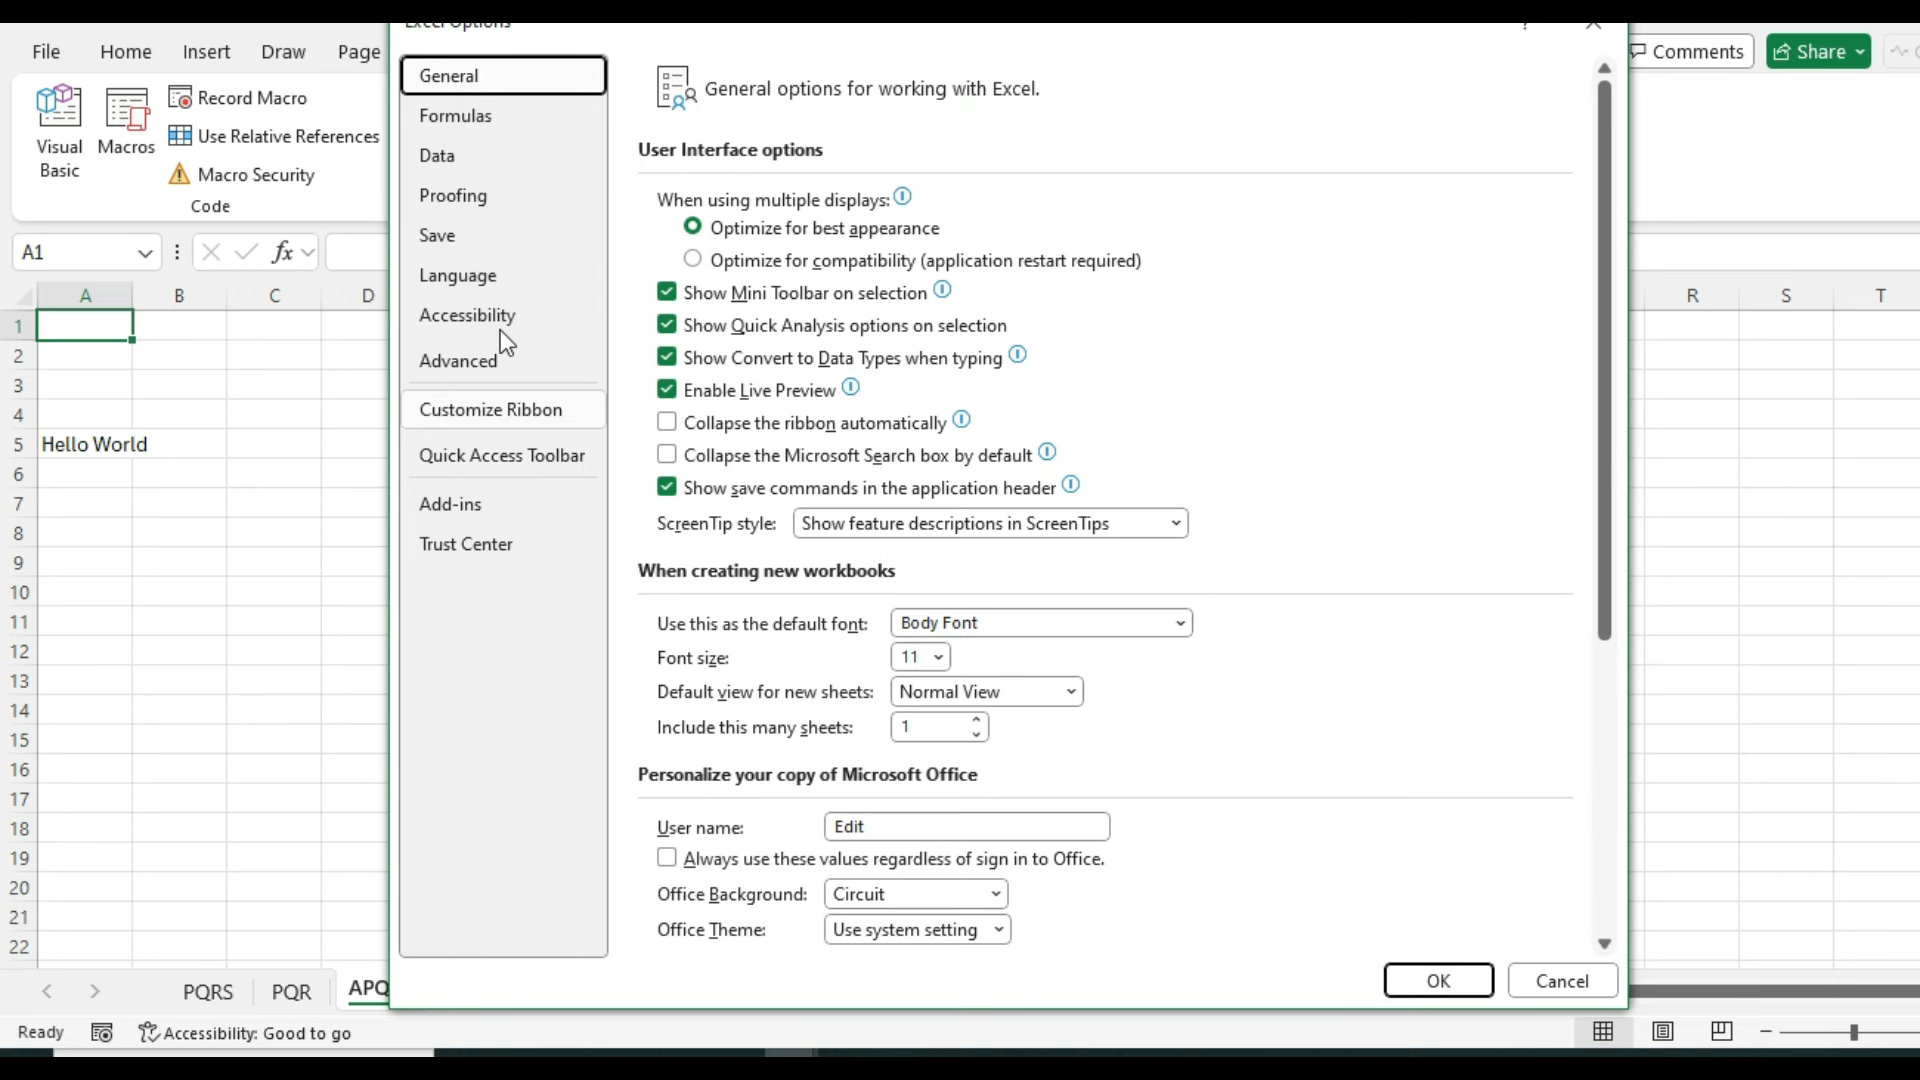 Excel Options
File Home Insert Draw Page
Comments Share
Visual Basic
Macros
Record Macro
Use Relative References
Macro Security
Code
A1
fx
A B C D R S T
1
2
3
4
5 Hello World
6
7
8
9
10
11
12
13
14
15
16
17
18
19
20
21
22
General
Formulas
Data
Proofing
Save
Language
Accessibility
Advanced
Customize Ribbon
Quick Access Toolbar
Add-ins
Trust Center
General options for working with Excel.
User Interface options
When using multiple displays:
Optimize for best appearance
Optimize for compatibility (application restart required)
Show Mini Toolbar on selection
Show Quick Analysis options on selection
Show Convert to Data Types when typing
Enable Live Preview
Collapse the ribbon automatically
Collapse the Microsoft Search box by default
Show save commands in the application header
ScreenTip style: Show feature descriptions in ScreenTips
When creating new workbooks
Use this as the default font: Body Font
Font size: 11
Default view for new sheets: Normal View
Include this many sheets: 1
Personalize your copy of Microsoft Office
User name: Edit
Always use these values regardless of sign in to Office.
Office Background: Circuit
Office Theme: Use system setting
OK Cancel
PQRS PQR APQ
Ready Accessibility: Good to go